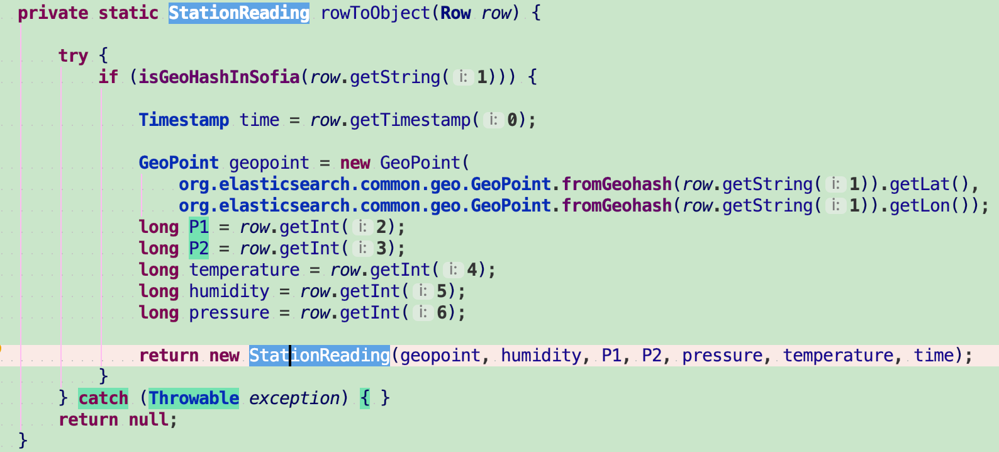 private static StationReading rowToObject(Row row) {
try {
if (isGeoHashInSofia(row.getString( i: 1))) {
Timestamp time = row.getTimestamp( i: 0);
GeoPoint geopoint = new GeoPoint(
org.elasticsearch.common.geo.GeoPoint.fromGeohash(row.getString( i: 1)).getLat(),
org.elasticsearch.common.geo.GeoPoint.fromGeohash(row.getString( i: 1)).getLon());
long P1 = row.getInt( i: 2);
long P2 = row.getInt( i: 3);
long temperature = row.getInt( i: 4);
long humidity = row.getInt( i: 5);
long pressure = row.getInt( i: 6);
return new StationReading(geopoint, humidity, P1, P2, pressure, temperature, time);
}
} catch (Throwable exception) { }
return null;
}